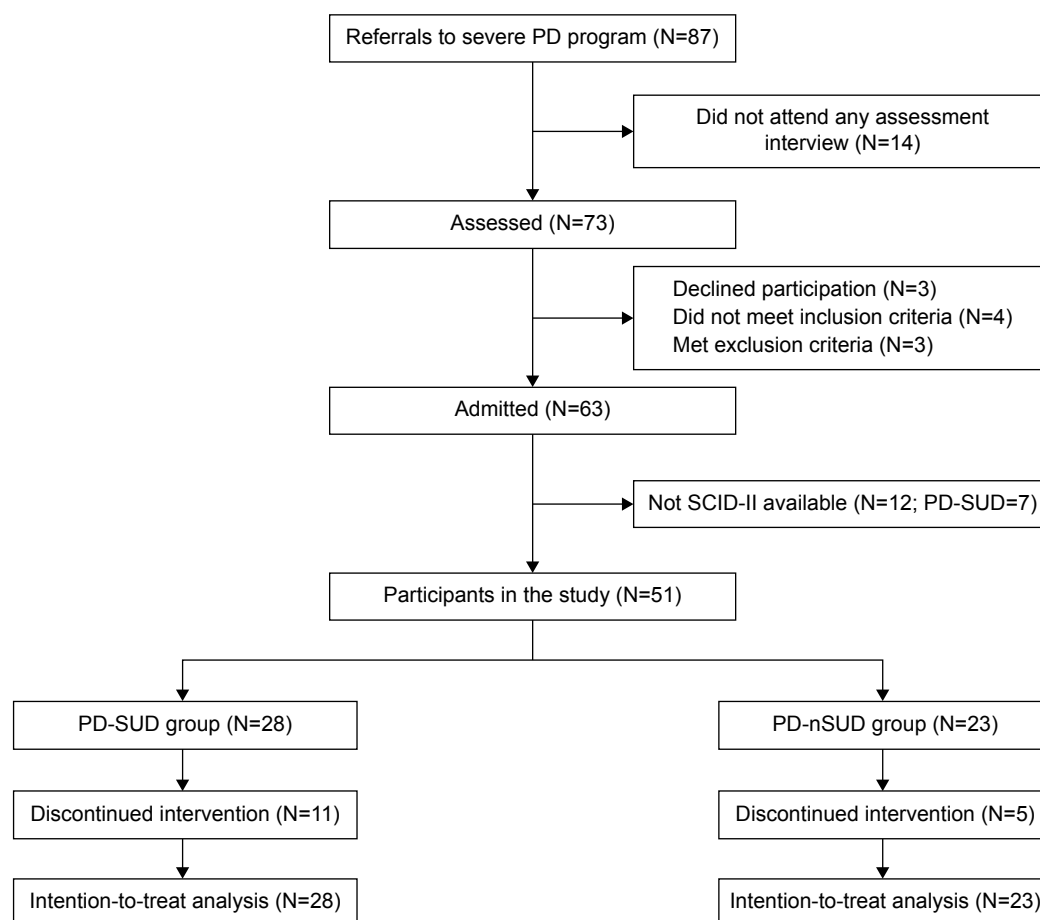 Referrals to severe PD program (N=87)
Did not attend any assessment
interview (N=14)
Assessed (N=73)
Declined participation (N=3)
Did not meet inclusion criteria (N=4)
Met exclusion criteria (N=3)
Admitted (N=63)
Not SCID-II available (N=12; PD-SUD=7)
Participants in the study (N=51)
PD-SUD group (N=28)
PD-nSUD group (N=23)
Discontinued intervention (N=11)
Discontinued intervention (N=5)
Intention-to-treat analysis (N=28)
Intention-to-treat analysis (N=23)